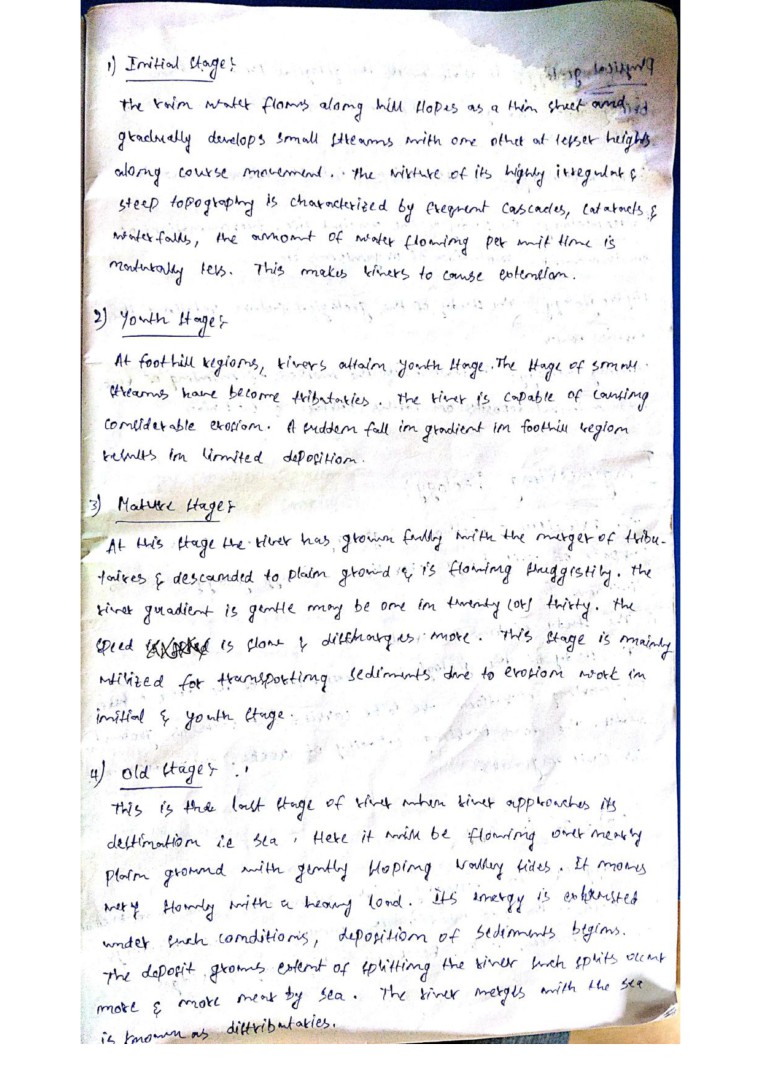 1) Initial Stage:
The rain water flows along hill slopes as a thin sheet and
gradually develops small streams with one other at lesser heights
along course movement. The mixture of its highly irregular &
steep topography is characterized by frequent cascades, cataracts &
water falls, the amount of water flowing per unit time is
naturally less. This makes rivers to cause extension.
2) Youth Stage:
At foothill regions, rivers attain youth stage. The stage of small
streams have become tributaries. The river is capable of causing
considerable erosion. A sudden fall in gradient in foothill region
results in limited deposition.
3) Mature Stage:
At this stage the river has grown fully with the merger of tribu-
taires & descanded to plain ground & is flowing sluggistily. The
river guradient is gentle may be one in twenty (or) thirty. The
speed is slone & discharges more. This stage is mainly
utilized for transporting sediments due to erosion work in
initial & youth stage.
4) Old Stage:
This is the last stage of river when river approaches its
destination i.e sea, Here it will be flowing over nearly
plain ground with gently sloping valley sides. It moves
very slowly with a heavy load. Its energy is exhausted
under such conditions, deposition of sediments begins.
The deposit grows extent of splitting the river such splits occur
more & more near by sea. The river merges with the sea
is known as distributaries.